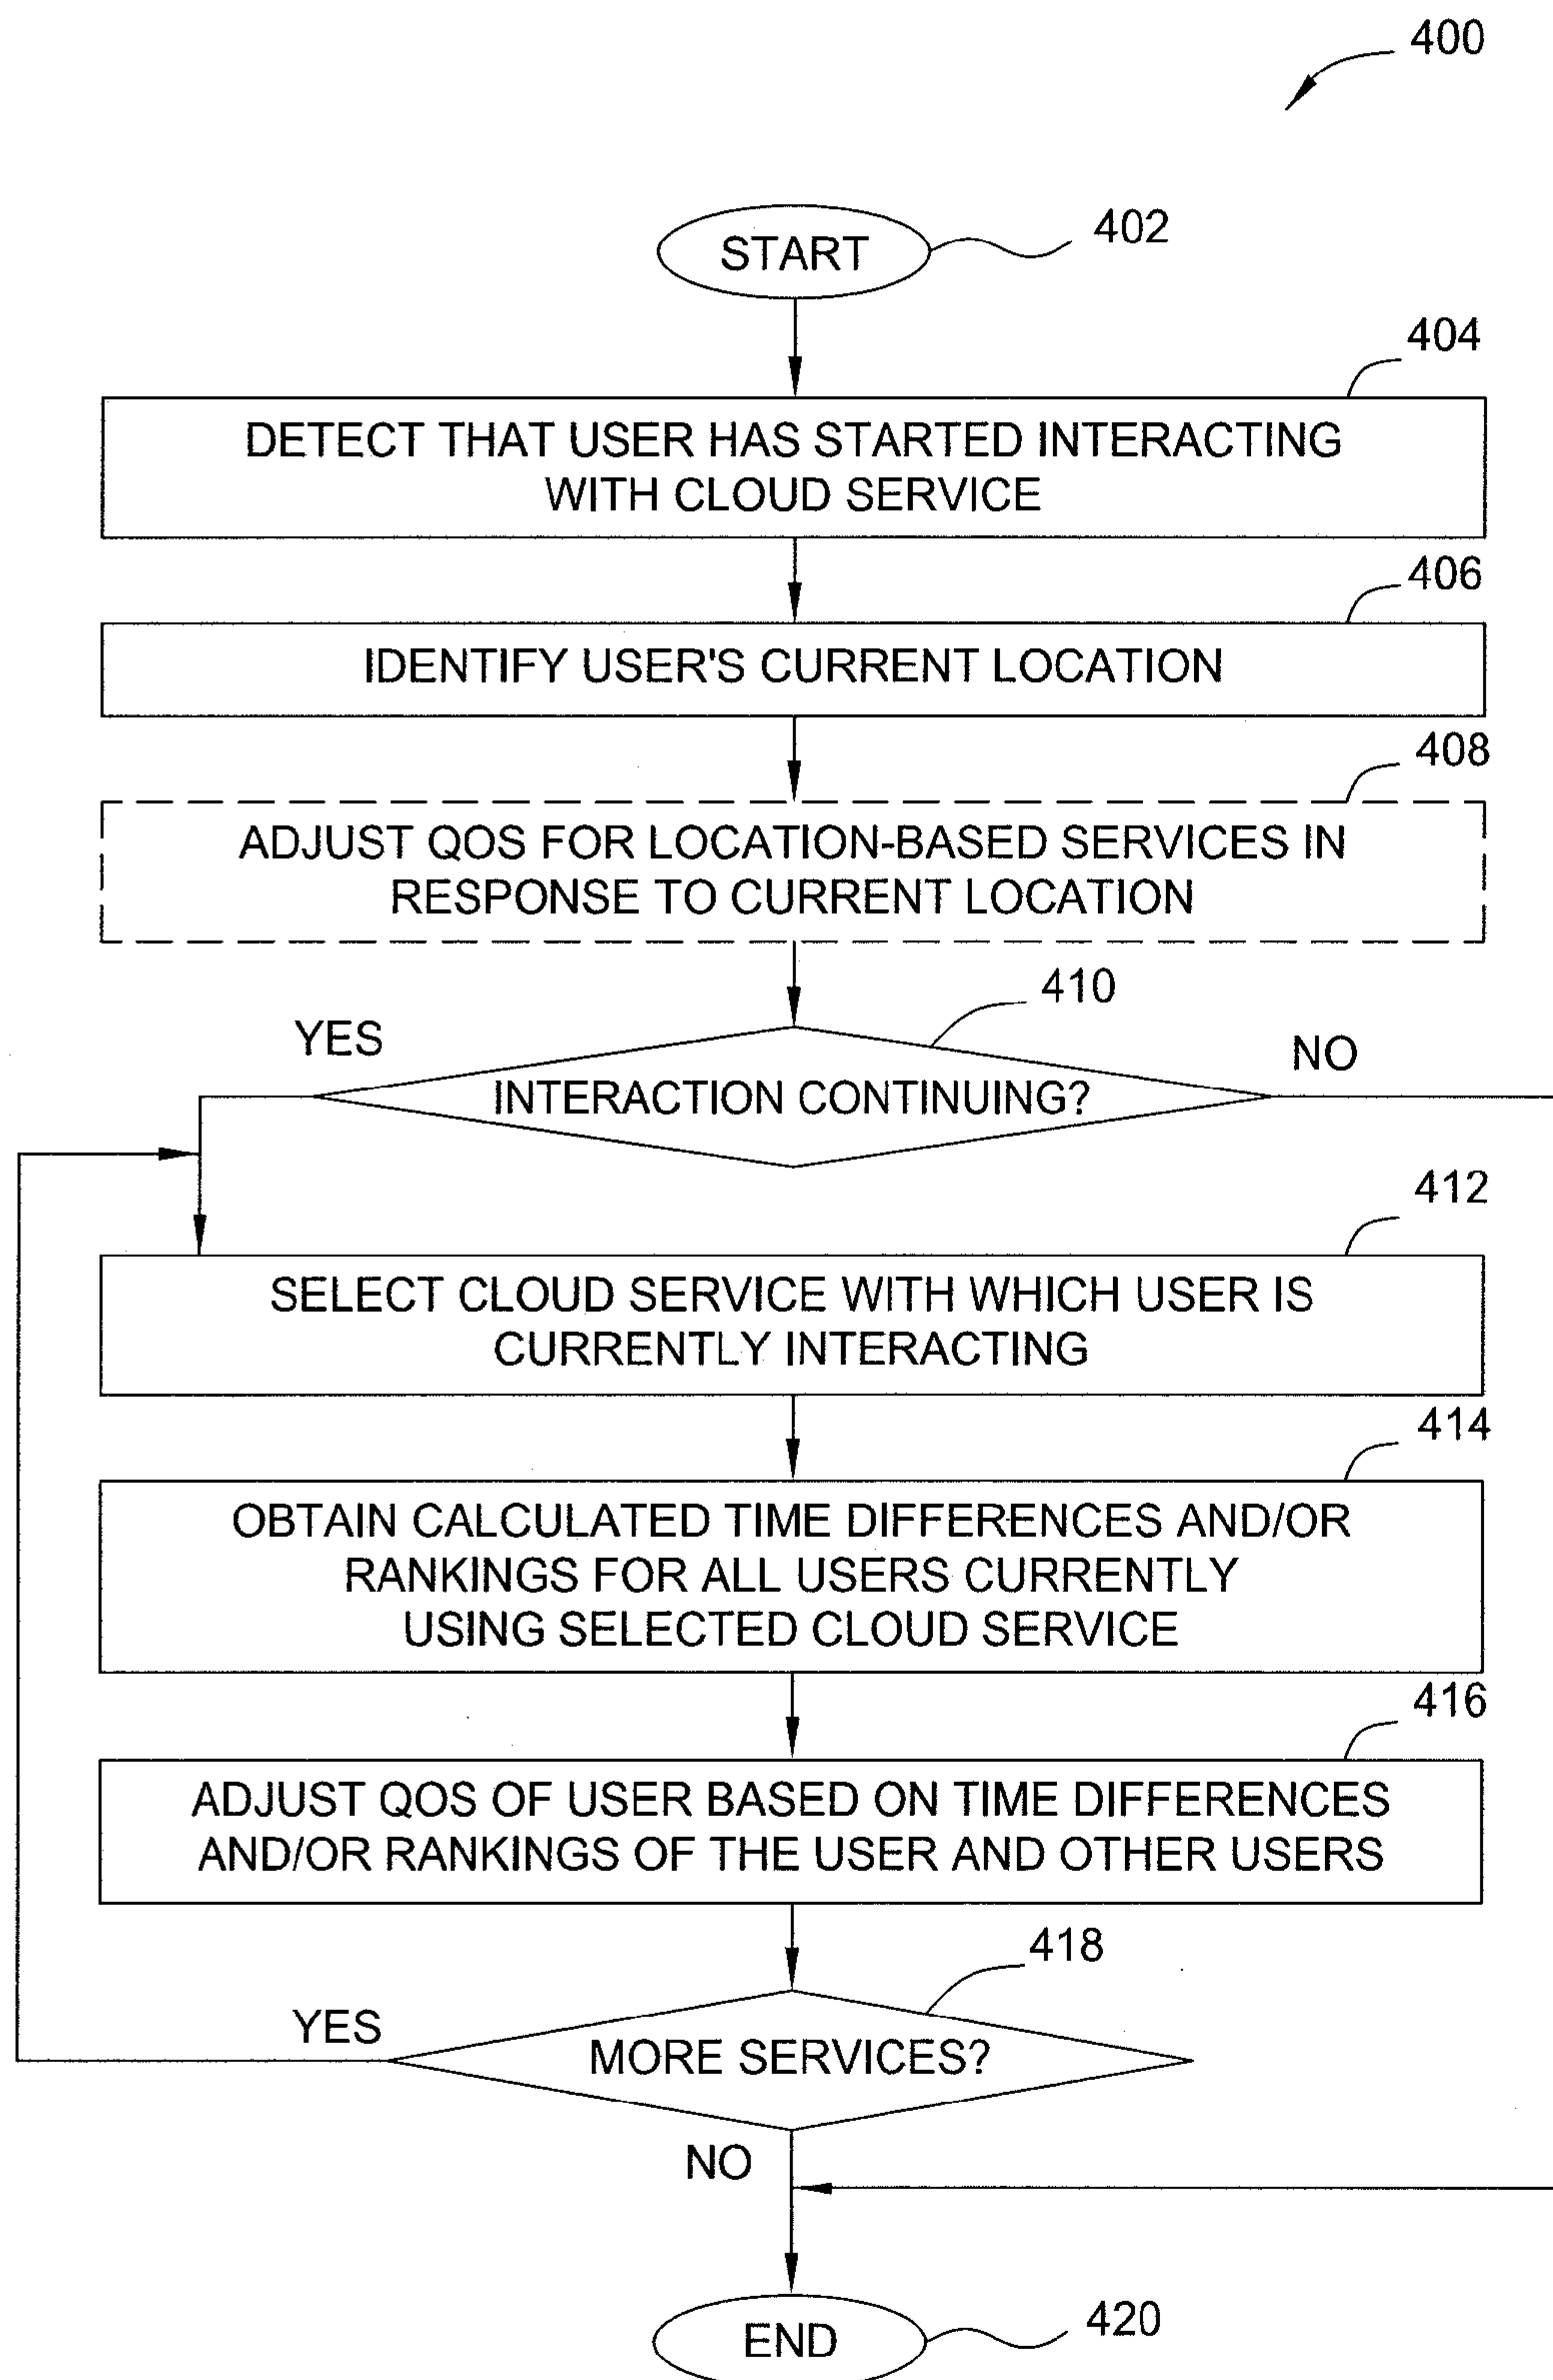 400
START
402
404
DETECT THAT USER HAS STARTED INTERACTING
WITH CLOUD SERVICE
406
IDENTIFY USER'S CURRENT LOCATION
408
ADJUST QOS FOR LOCATION-BASED SERVICES IN
RESPONSE TO CURRENT LOCATION
410
YES
NO
INTERACTION CONTINUING?
412
SELECT CLOUD SERVICE WITH WHICH USER IS
CURRENTLY INTERACTING
414
OBTAIN CALCULATED TIME DIFFERENCES AND/OR
RANKINGS FOR ALL USERS CURRENTLY
USING SELECTED CLOUD SERVICE
416
ADJUST QOS OF USER BASED ON TIME DIFFERENCES
AND/OR RANKINGS OF THE USER AND OTHER USERS
418
YES
MORE SERVICES?
NO
END
420